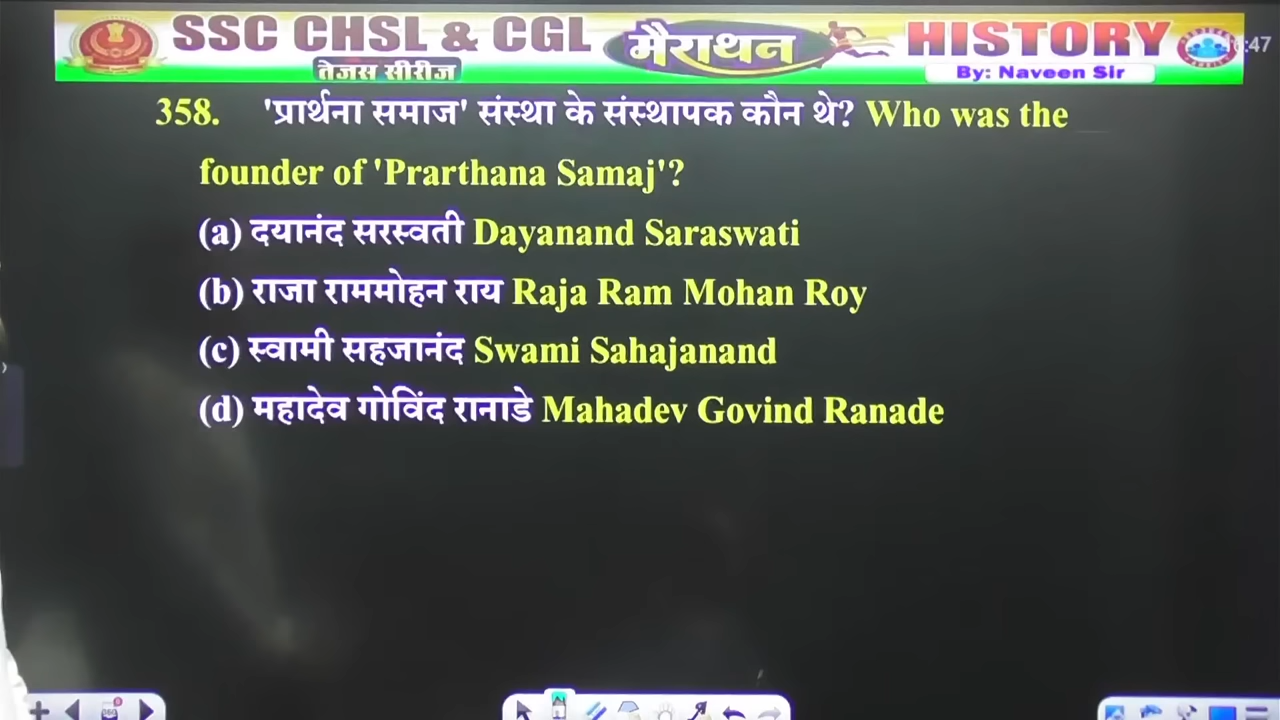 SSC CHSL & CGL मैराथन HISTORY
तेजस सीरीज
By: Naveen Sir
358. 'प्रार्थना समाज' संस्था के संस्थापक कौन थे? Who was the
founder of 'Prarthana Samaj'?
(a) दयानंद सरस्वती Dayanand Saraswati
(b) राजा राममोहन राय Raja Ram Mohan Roy
(c) स्वामी सहजानंद Swami Sahajanand
(d) महादेव गोविंद रानाडे Mahadev Govind Ranade